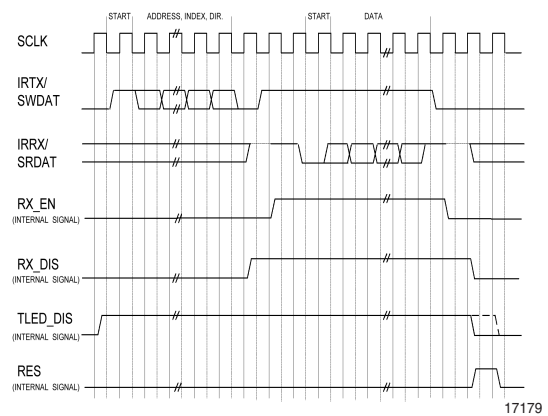 START ADDRESS, INDEX, DIR. START DATA
SCLK
IRTX/
SWDAT
IRRX/
SRDAT
RX_EN
(INTERNAL SIGNAL)
RX_DIS
(INTERNAL SIGNAL)
TLED_DIS
(INTERNAL SIGNAL)
RES
(INTERNAL SIGNAL)
17179